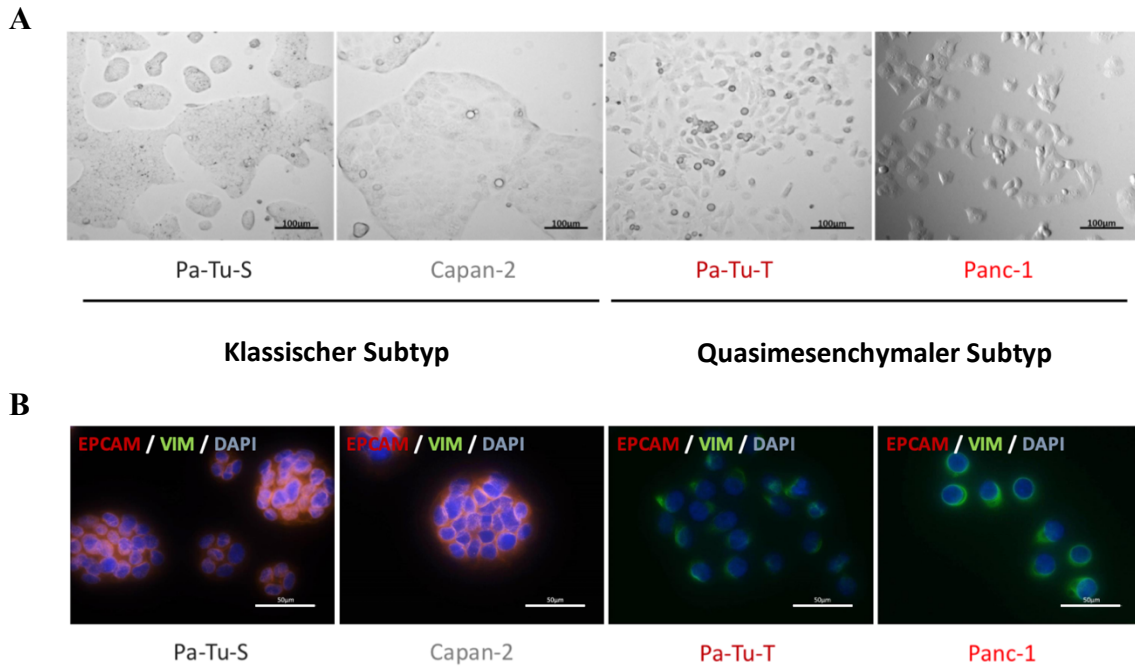 A
100µm 100µm 100µm 100µm
Pa-Tu-S Capan-2 Pa-Tu-T Panc-1
Klassischer Subtyp Quasimesenchymaler Subtyp
B
EPCAM / VIM / DAPI EPCAM / VIM / DAPI EPCAM / VIM / DAPI EPCAM / VIM / DAPI
50µm 50µm 50µm 50µm
Pa-Tu-S Capan-2 Pa-Tu-T Panc-1